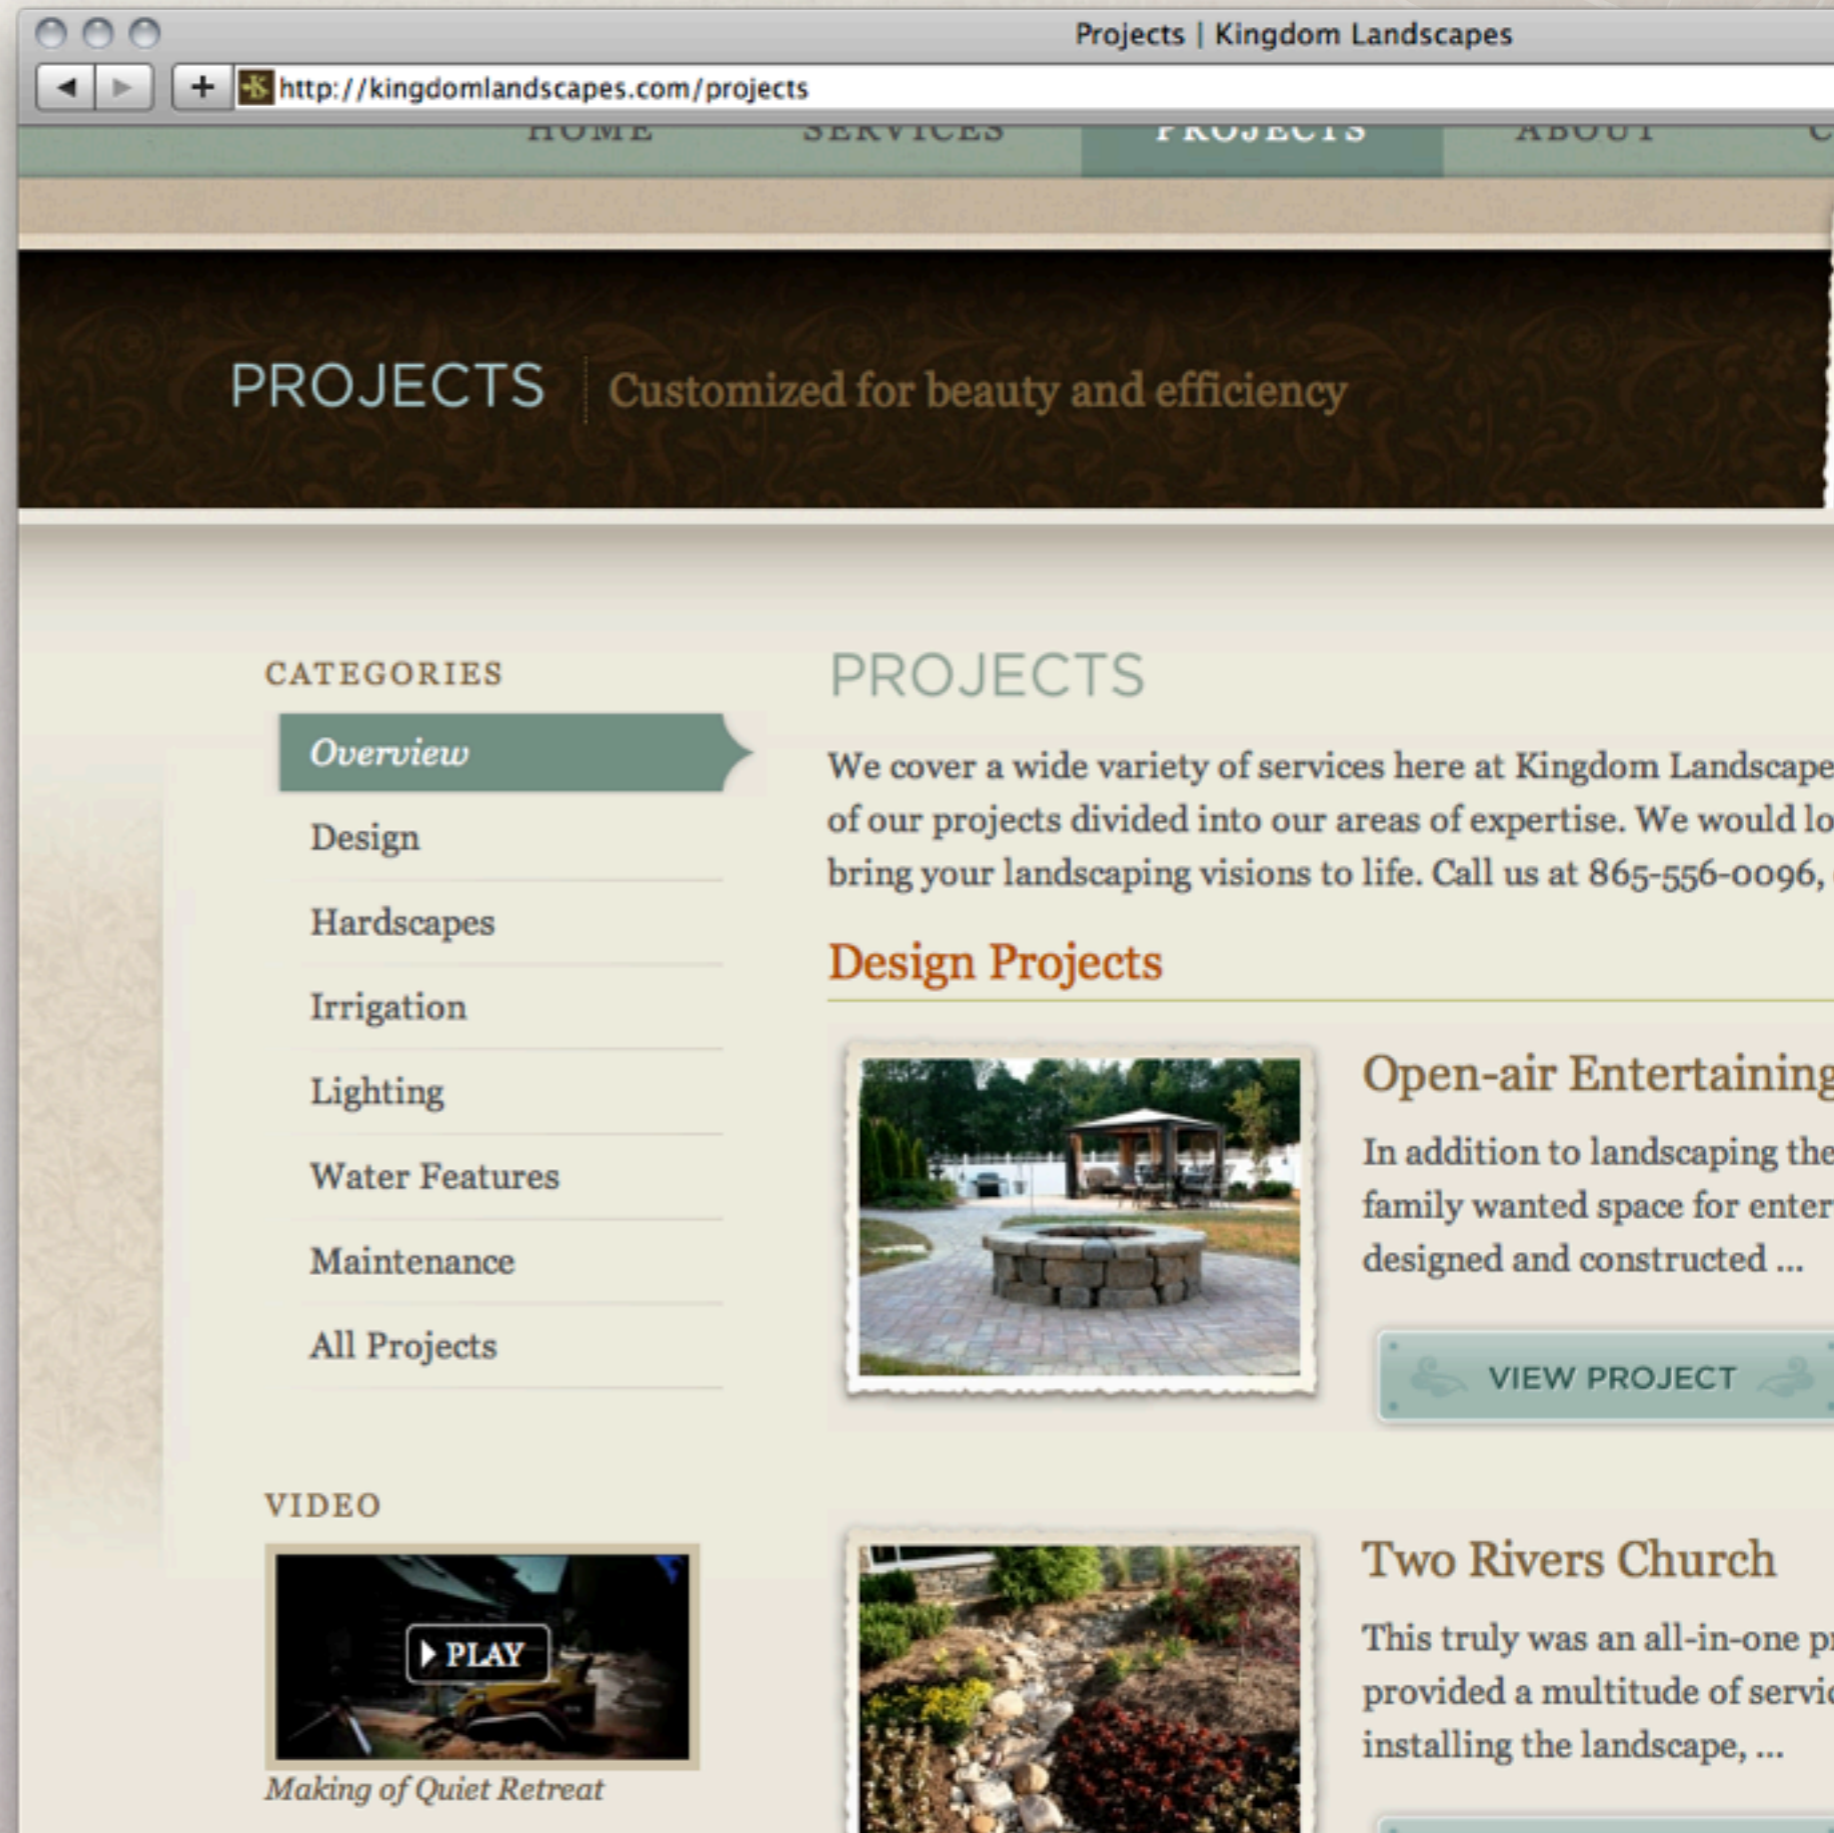 Projects | Kingdom Landscapes
http://kingdomlandscapes.com/projects
HOME SERVICES PROJECTS ABOUT
PROJECTS
Customized for beauty and efficiency
CATEGORIES
Overview
Design
Hardscapes
Irrigation
Lighting
Water Features
Maintenance
All Projects
VIDEO
PLAY
Making of Quiet Retreat
PROJECTS
We cover a wide variety of services here at Kingdom Landscape
of our projects divided into our areas of expertise. We would lo
bring your landscaping visions to life. Call us at 865-556-0096,
Design Projects
Open-air Entertaining
In addition to landscaping the
family wanted space for enter
designed and constructed ...
VIEW PROJECT
Two Rivers Church
This truly was an all-in-one pr
provided a multitude of servic
installing the landscape, ...